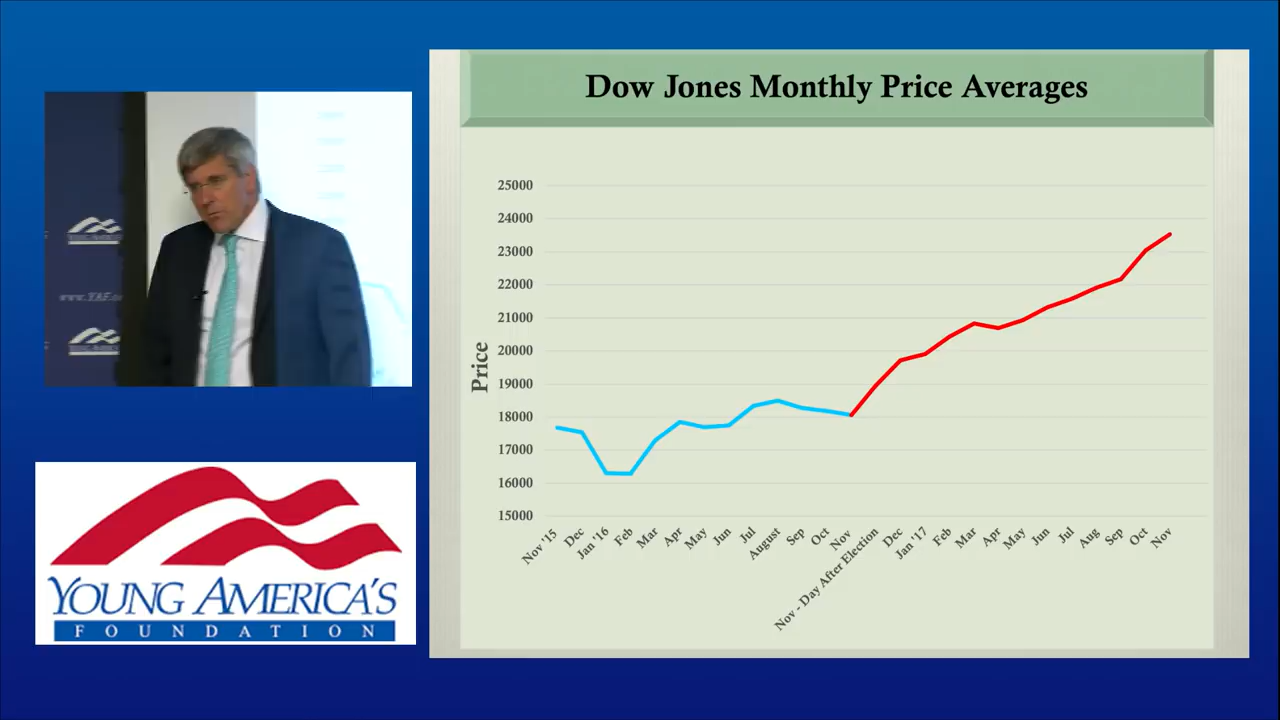 Dow Jones Monthly Price Averages
25000
24000
23000
22000
21000
20000
19000
18000
17000
16000
15000
Price
Nov '15
Dec
Jan '16
Feb
Mar
Apr
May
Jun
Jul
August
Sep
Oct
Nov
Nov - Day After Election
Dec
Jan '17
Feb
Mar
Apr
May
Jun
Jul
Aug
Sep
Oct
Nov
www.YAF.o
YOUNG AMERICA'S
FOUNDATION